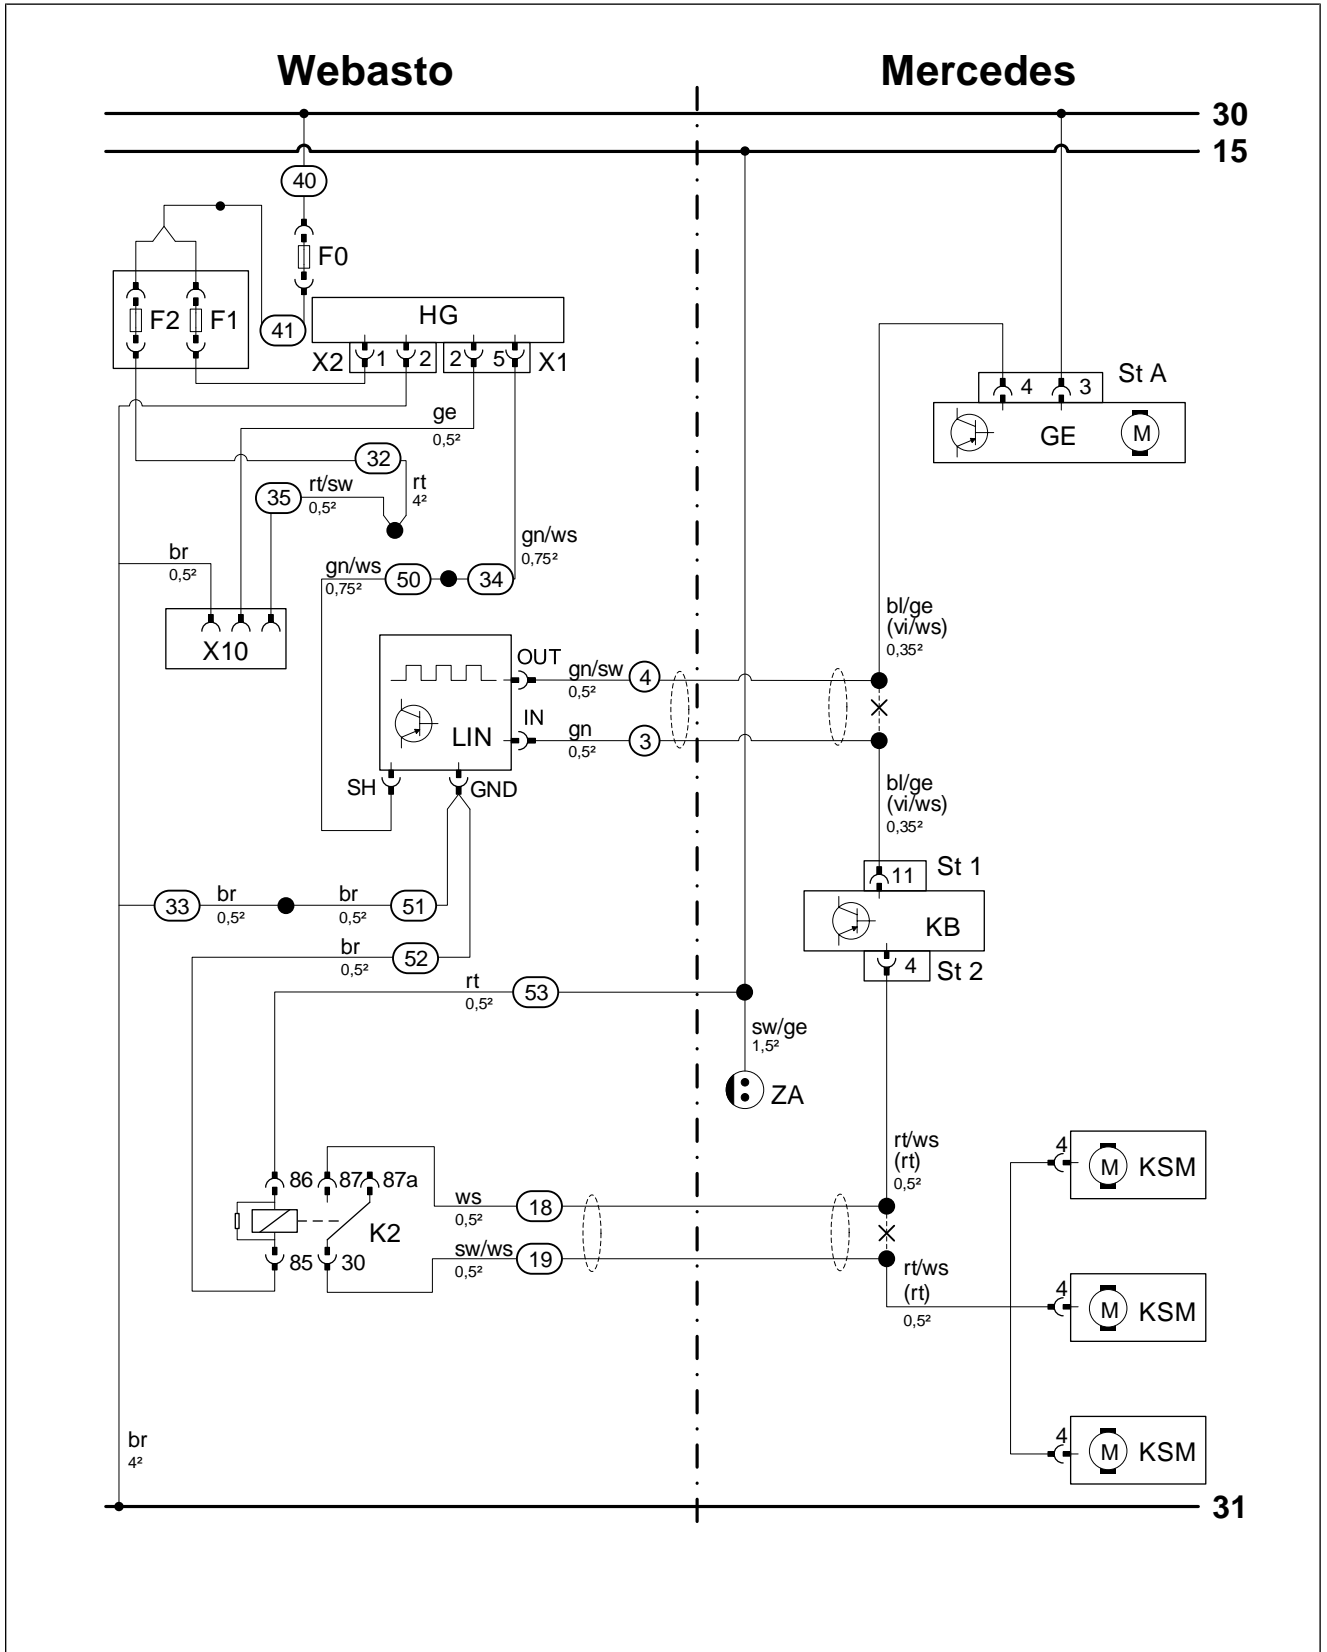 Webasto Mercedes
30
15
40
F0
F2 F1
41
HG
X2 1 2 2 5 X1
St A
4 3
GE M
ge
0,5²
32
rt
4²
35
rt/sw
0,5²
gn/ws
0,75²
br
0,5²
gn/ws
0,75²
50 34
X10
bl/ge
(vi/ws)
0,35²
OUT
gn/sw
0,5²
4
IN
LIN
gn
0,5²
3
SH GND
bl/ge
(vi/ws)
0,35²
St 1
11
KB
4
St 2
33
br
0,5²
br
0,5²
51
br
0,5²
52
rt
0,5²
53
sw/ge
1,5²
ZA
rt/ws
(rt)
0,5²
4
M KSM
86 87 87a
ws
0,5²
18
K2
85 30
sw/ws
0,5²
19
rt/ws
(rt)
0,5²
4
M KSM
4
M KSM
br
4²
31